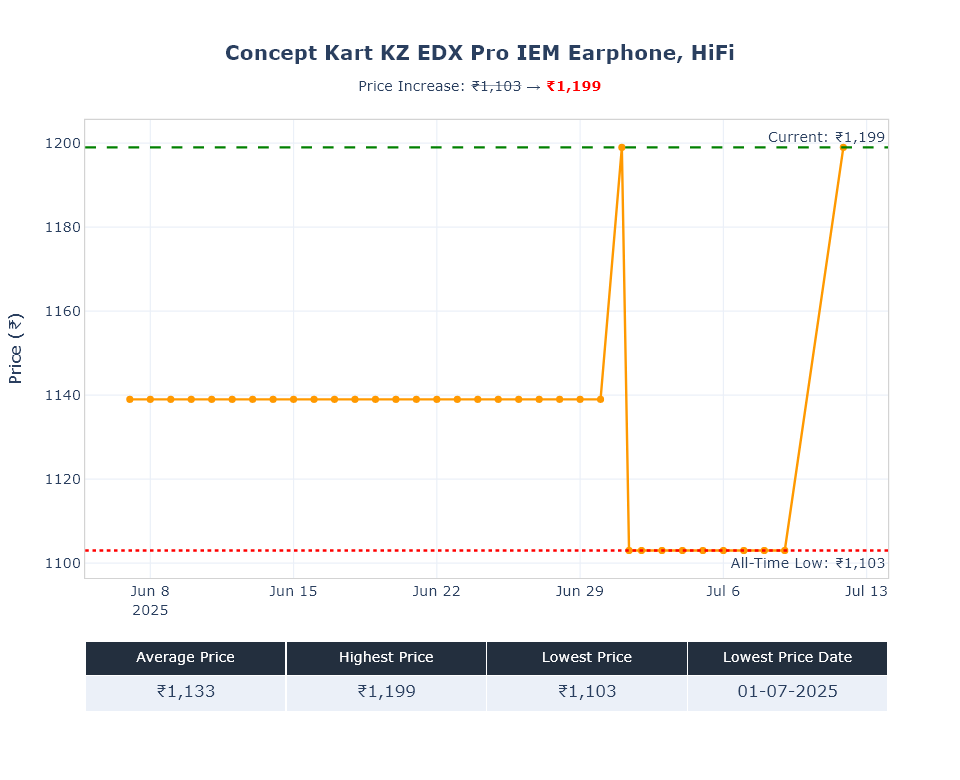 Concept Kart KZ EDX Pro IEM Earphone, HiFi
Price Increase: ₹1,103 → ₹1,199
Current: ₹1,199
1200
1180
1160
1140
1120
1100
Price (₹)
All-Time Low: ₹1,103
Jun 8 Jun 15 Jun 22 Jun 29 Jul 6 Jul 13
2025
Average Price Highest Price Lowest Price Lowest Price Date
₹1,133 ₹1,199 ₹1,103 01-07-2025